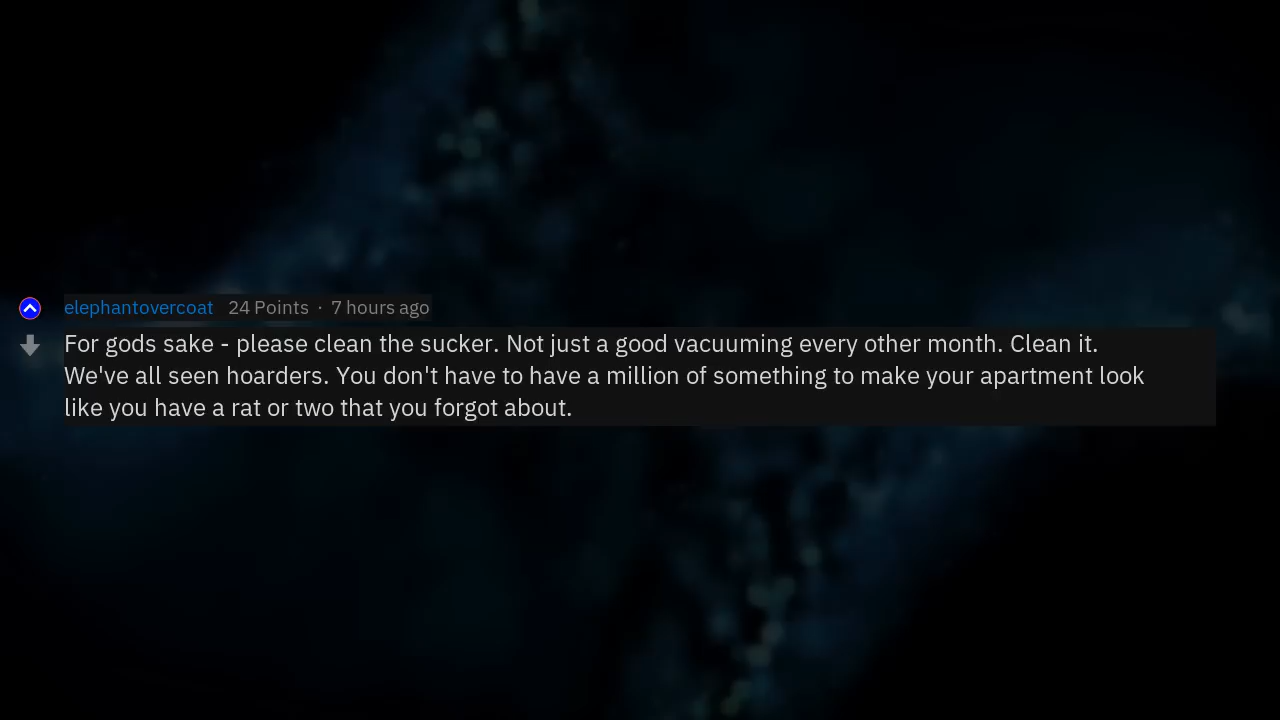 elephantovercoat 24 Points · 7 hours ago
For gods sake - please clean the sucker. Not just a good vacuuming every other month. Clean it.
We've all seen hoarders. You don't have to have a million of something to make your apartment look
like you have a rat or two that you forgot about.